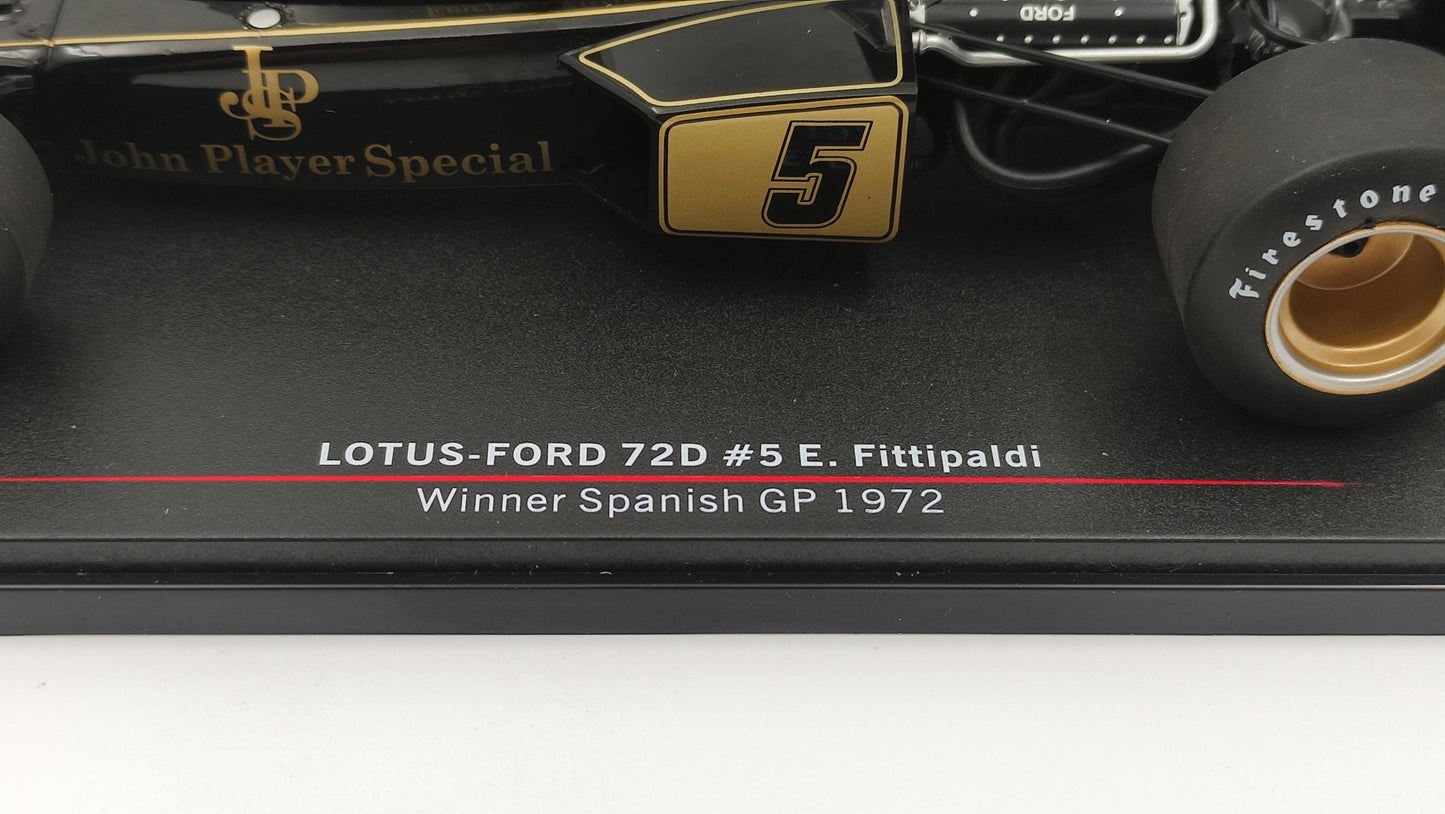 FORD
JPS
John Player Special
5
Firestone
LOTUS-FORD 72D #5 E. Fittipaldi
Winner Spanish GP 1972